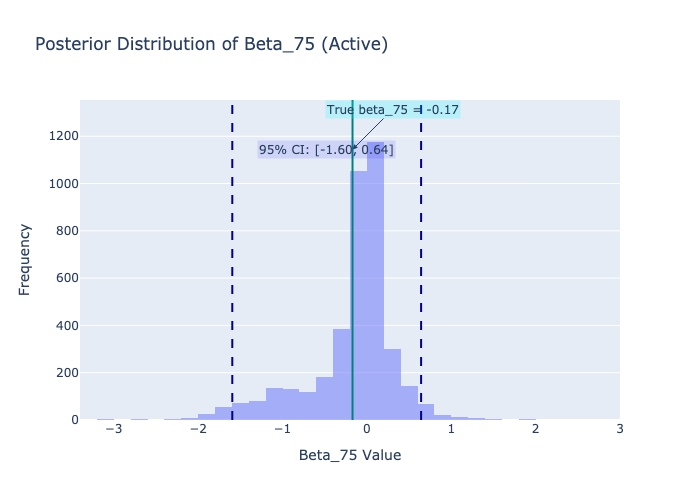 Posterior Distribution of Beta_75 (Active)
True beta_75 = -0.17
95% CI: [-1.60, 0.64]
1200
1000
800
600
400
200
0
Frequency
−3
−2
−1
0
1
2
3
Beta_75 Value